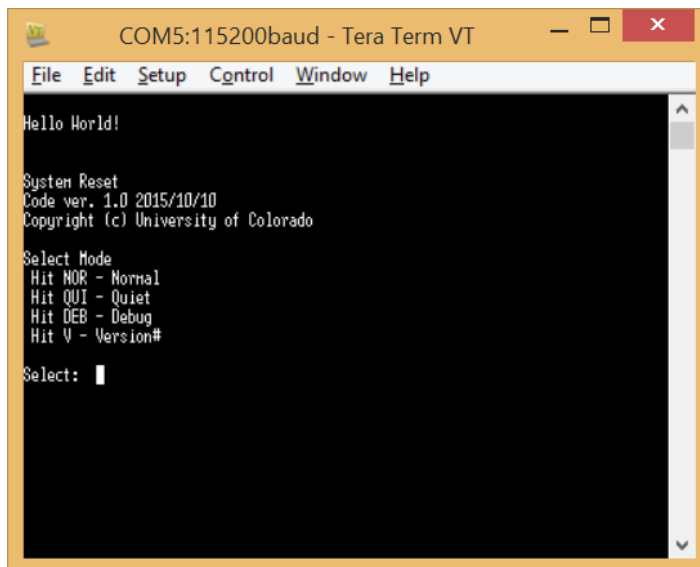 COM5:115200baud - Tera Term VT
File Edit Setup Control Window Help
Hello World!
System Reset
Code ver. 1.0 2015/10/10
Copyright (c) University of Colorado
Select Mode
Hit NOR - Normal
Hit QUI - Quiet
Hit DEB - Debug
Hit V - Version#
Select: